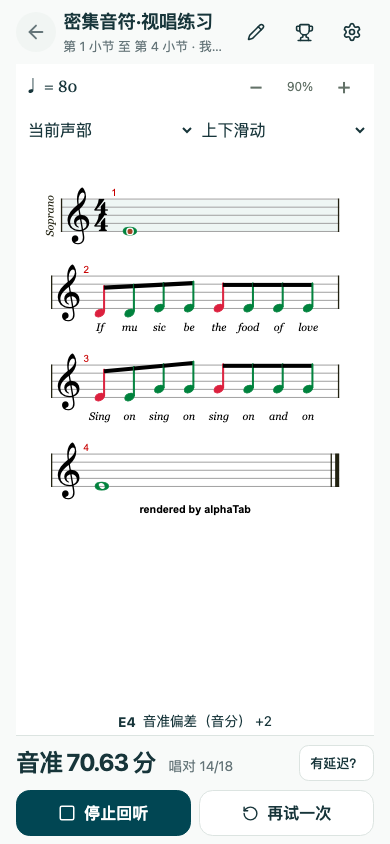 密集音符·视唱练习
第 1 小节 至 第 4 小节 · 我...
♩ = 80
90%
当前声部
上下滑动
Soprano
1
4
4
2
If mu sic be the food of love
3
Sing on sing on sing on and on
4
rendered by alphaTab
E4 音准偏差（音分） +2
音准 70.63 分 唱对 14/18
有延迟?
停止回听
再试一次